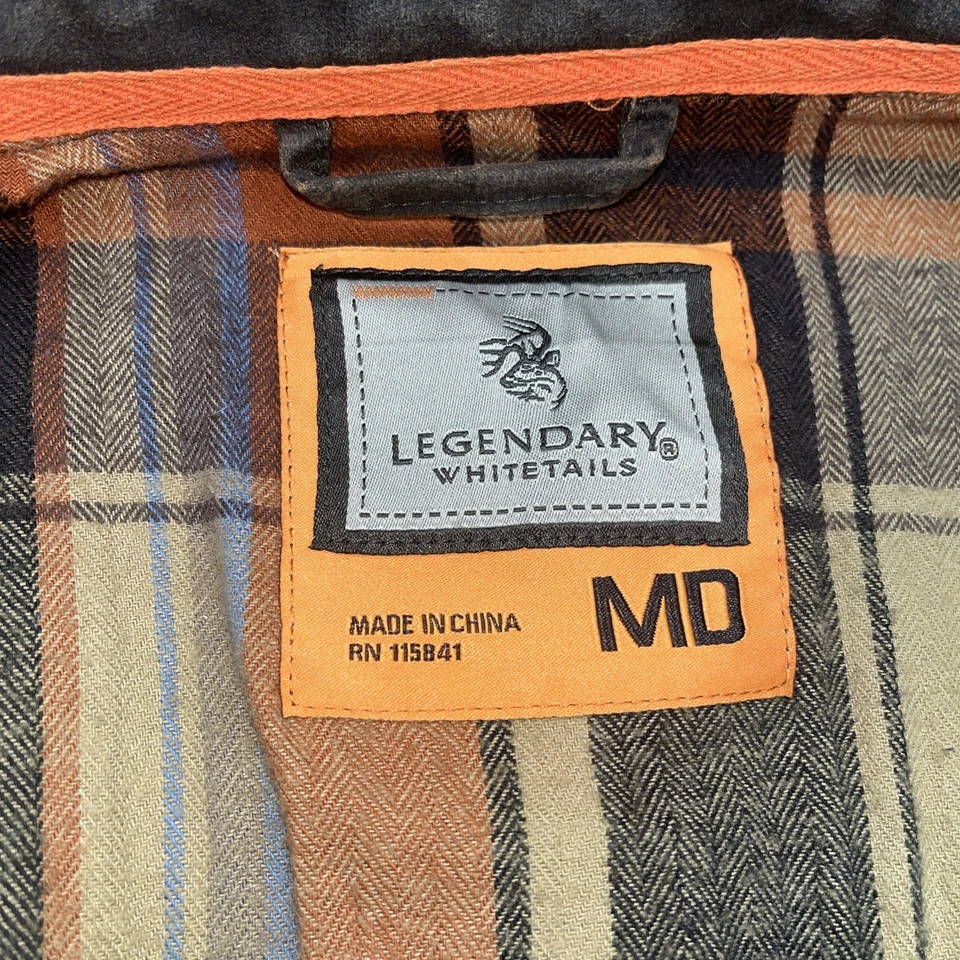 LEGENDARY®
WHITETAILS
MADE IN CHINA
RN 115841
MD